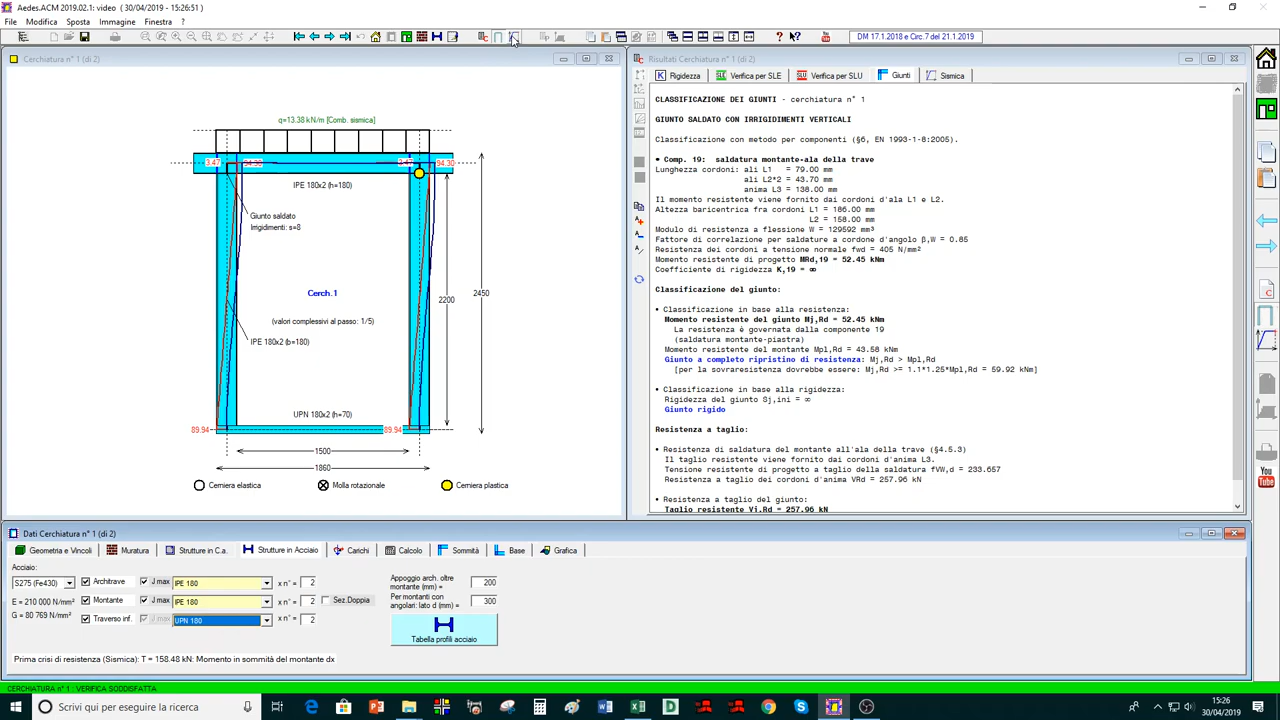 Aedes.ACM 2019.02.1: video  ( 30/04/2019 - 15:26:51)
File Modifica Sposta Immagine Finestra ?
DM 17.1.2018 e Circ.7 del 21.1.2019
Cerchiatura n° 1 (di 2)
q=13.38 kN/m [Comb. sismica]
3.47 94.30 94.30
IPE 180x2 (h=180)
Giunto saldato
Irrigidimenti: s=8
Cerch.1
2200
2450
(valori complessivi al passo: 1/5)
IPE 180x2 (b=180)
UPN 180x2 (h=70)
89.94 89.94
1500
1860
Cerniera elastica Molla rotazionale Cerniera plastica
Risultati Cerchiatura n° 1 (di 2)
Rigidezza Verifica per SLE Verifica per SLU Giunti Sismica
CLASSIFICAZIONE DEI GIUNTI - cerchiatura n° 1
GIUNTO SALDATO CON IRRIGIDIMENTI VERTICALI
Classificazione con metodo per componenti (§6, EN 1993-1-8:2005).
• Comp. 19: saldatura montante-ala della trave
Lunghezza cordoni: ali L1 = 79.00 mm
ali L2*2 = 43.70 mm
anima L3 = 138.00 mm
Il momento resistente viene fornito dai cordoni d'ala L1 e L2.
Altezza baricentrica fra cordoni L1 = 186.00 mm
L2 = 158.00 mm
Modulo di resistenza a flessione W = 129592 mm³
Fattore di correlazione per saldature a cordone d'angolo β,W = 0.85
Resistenza dei cordoni a tensione normale fwd = 405 N/mm²
Momento resistente di progetto MRd,19 = 52.45 kNm
Coefficiente di rigidezza K,19 = ∞
Classificazione del giunto:
• Classificazione in base alla resistenza:
Momento resistente del giunto Mj,Rd = 52.45 kNm
La resistenza è governata dalla componente 19
(saldatura montante-piastra)
Momento resistente del montante Mpl,Rd = 43.58 kNm
Giunto a completo ripristino di resistenza: Mj,Rd > Mpl,Rd
[per la sovraresistenza dovrebbe essere: Mj,Rd >= 1.1*1.25*Mpl,Rd = 59.92 kNm]
• Classificazione in base alla rigidezza:
Rigidezza del giunto Sj,ini = ∞
Giunto rigido
Resistenza a taglio:
• Resistenza di saldatura del montante all'ala della trave (§4.5.3)
Il taglio resistente viene fornito dai cordoni d'anima L3.
Tensione resistente di progetto a taglio della saldatura fVW,d = 233.657
Resistenza a taglio dei cordoni d'anima VRd = 257.96 kN
• Resistenza a taglio del giunto:
Taglio resistente Vj,Rd = 257.96 kN
You Tube
Dati Cerchiatura n° 1 (di 2)
Geometria e Vincoli Muratura Strutture in C.a. Strutture in Acciaio Carichi Calcolo Sommità Base Grafica
Acciaio:
S275 (Fe430) Architrave J max IPE 180 x n° = 2
E = 210 000 N/mm² Montante J max IPE 180 x n° = 2 Sez.Doppia
G = 80 769 N/mm² Traverso inf. J max UPN 180 x n° = 2
Appoggio arch. oltre
montante (mm) = 200
Per montanti con
angolari: lato d (mm) = 300
Tabella profili acciaio
Prima crisi di resistenza (Sismica): T = 158.48 kN: Momento in sommità del montante dx
CERCHIATURA n° 1 : VERIFICA SODDISFATTA
Scrivi qui per eseguire la ricerca
15:26
30/04/2019